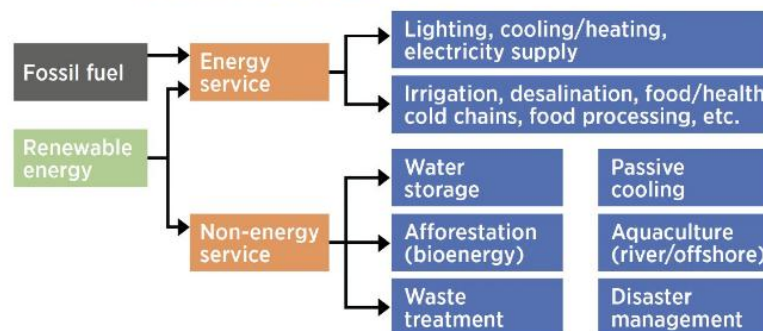 Fossil fuel
Renewable
energy
Energy
service
Non-energy
service
Lighting, cooling/heating,
electricity supply
Irrigation, desalination, food/health
cold chains, food processing, etc.
Water
storage
Passive
cooling
Afforestation
(bioenergy)
Aquaculture
(river/offshore)
Waste
treatment
Disaster
management